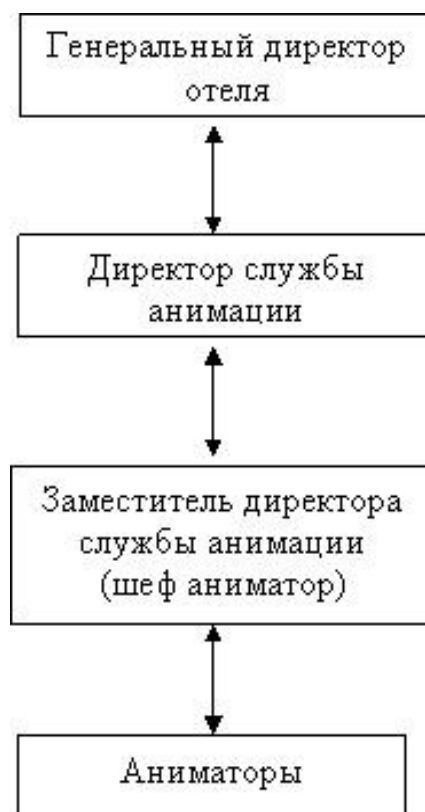 Генеральный директор
отеля
Директор службы
анимации
Заместитель директора
службы анимации
(шеф аниматор)
Аниматоры